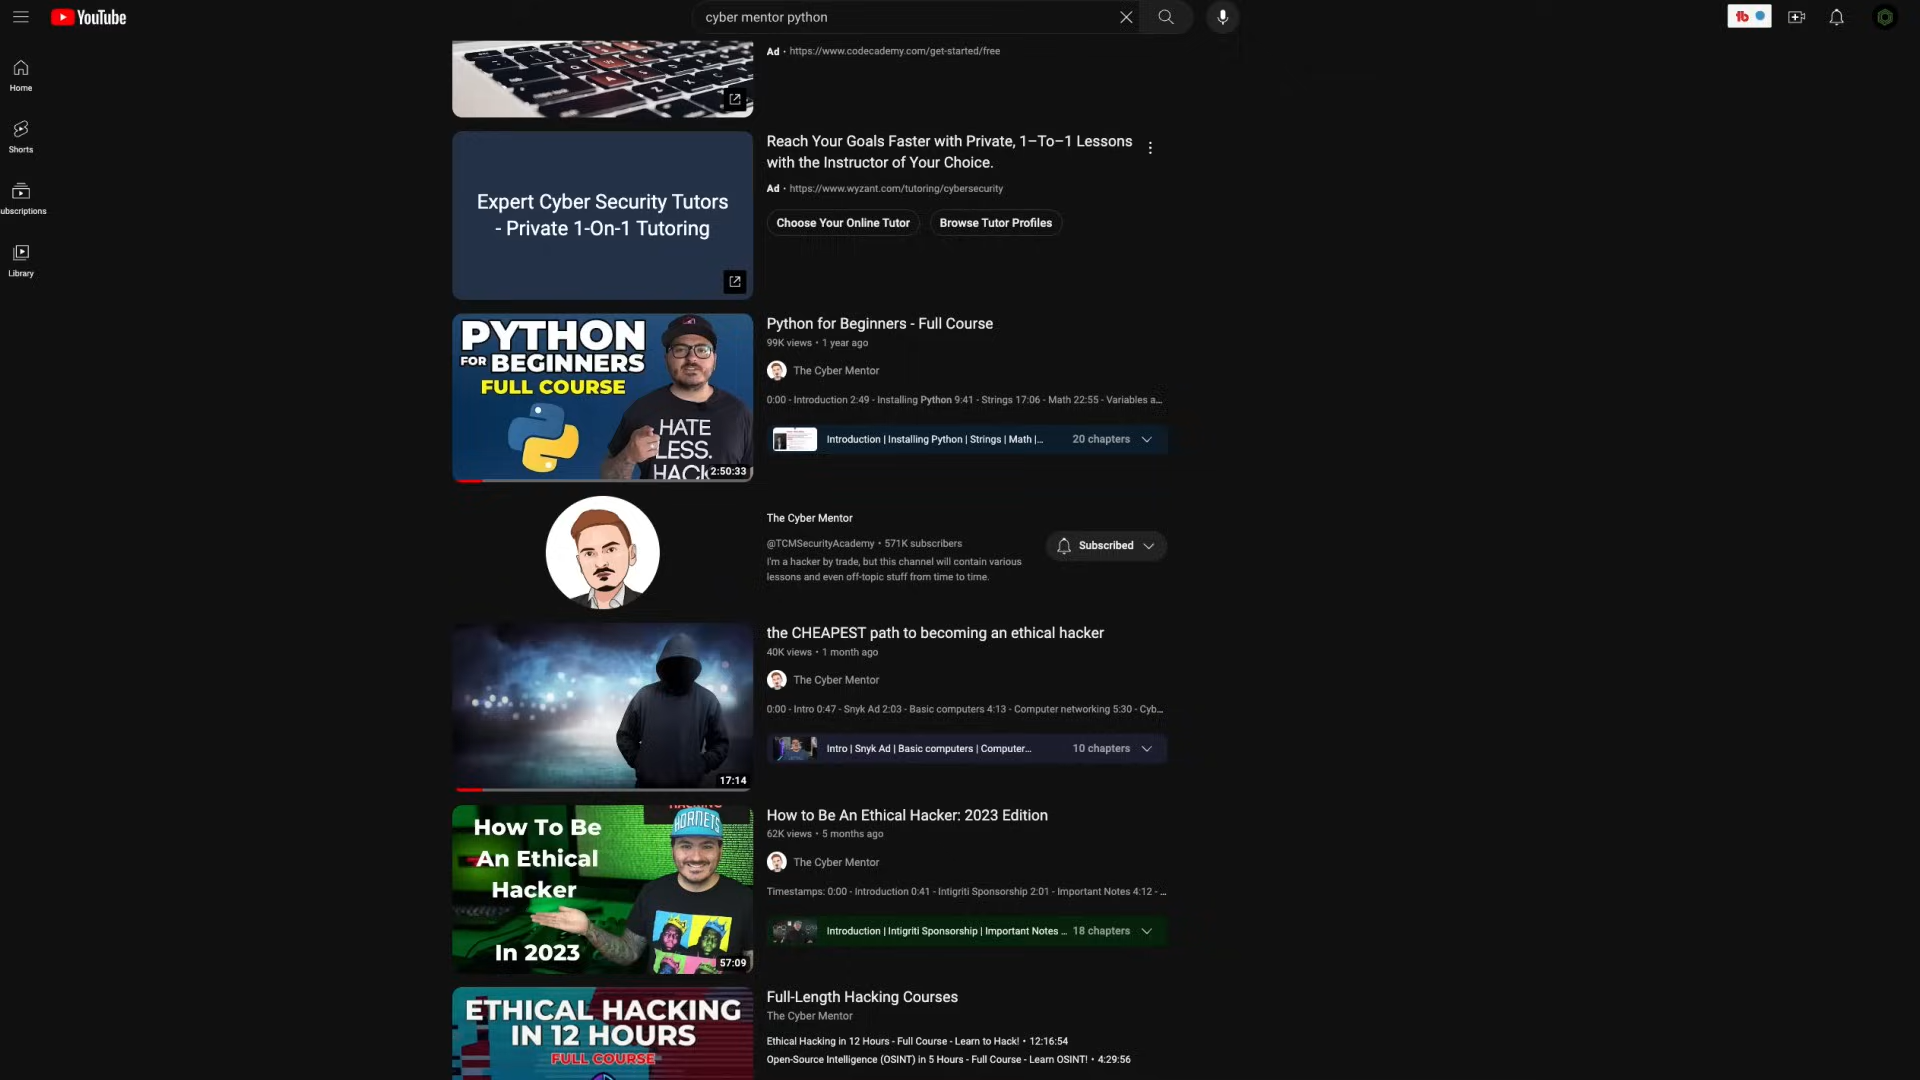 YouTube
cyber mentor python
Home
Shorts
ubscriptions
Library
Ad · https://www.codecademy.com/get-started/free
Expert Cyber Security Tutors
- Private 1-On-1 Tutoring
Reach Your Goals Faster with Private, 1–To–1 Lessons
with the Instructor of Your Choice.
Ad · https://www.wyzant.com/tutoring/cybersecurity
Choose Your Online Tutor
Browse Tutor Profiles
PYTHON
FOR BEGINNERS
FULL COURSE
HATE
LESS.
HACK
2:50:33
Python for Beginners - Full Course
99K views • 1 year ago
The Cyber Mentor
0:00 - Introduction 2:49 - Installing Python 9:41 - Strings 17:06 - Math 22:55 - Variables a...
Introduction | Installing Python | Strings | Math |...
20 chapters
The Cyber Mentor
@TCMSecurityAcademy • 571K subscribers
I'm a hacker by trade, but this channel will contain various
lessons and even off-topic stuff from time to time.
Subscribed
17:14
the CHEAPEST path to becoming an ethical hacker
40K views • 1 month ago
The Cyber Mentor
0:00 - Intro 0:47 - Snyk Ad 2:03 - Basic computers 4:13 - Computer networking 5:30 - Cyb...
Intro | Snyk Ad | Basic computers | Computer...
10 chapters
HORNETS
How To Be
An Ethical
Hacker
In 2023
57:09
How to Be An Ethical Hacker: 2023 Edition
62K views • 5 months ago
The Cyber Mentor
Timestamps: 0:00 - Introduction 0:41 - Intigriti Sponsorship 2:01 - Important Notes 4:12 - ...
Introduction | Intigriti Sponsorship | Important Notes ...
18 chapters
ETHICAL HACKING
IN 12 HOURS
FULL COURSE
Full-Length Hacking Courses
The Cyber Mentor
Ethical Hacking in 12 Hours - Full Course - Learn to Hack! • 12:16:54
Open-Source Intelligence (OSINT) in 5 Hours - Full Course - Learn OSINT! • 4:29:56